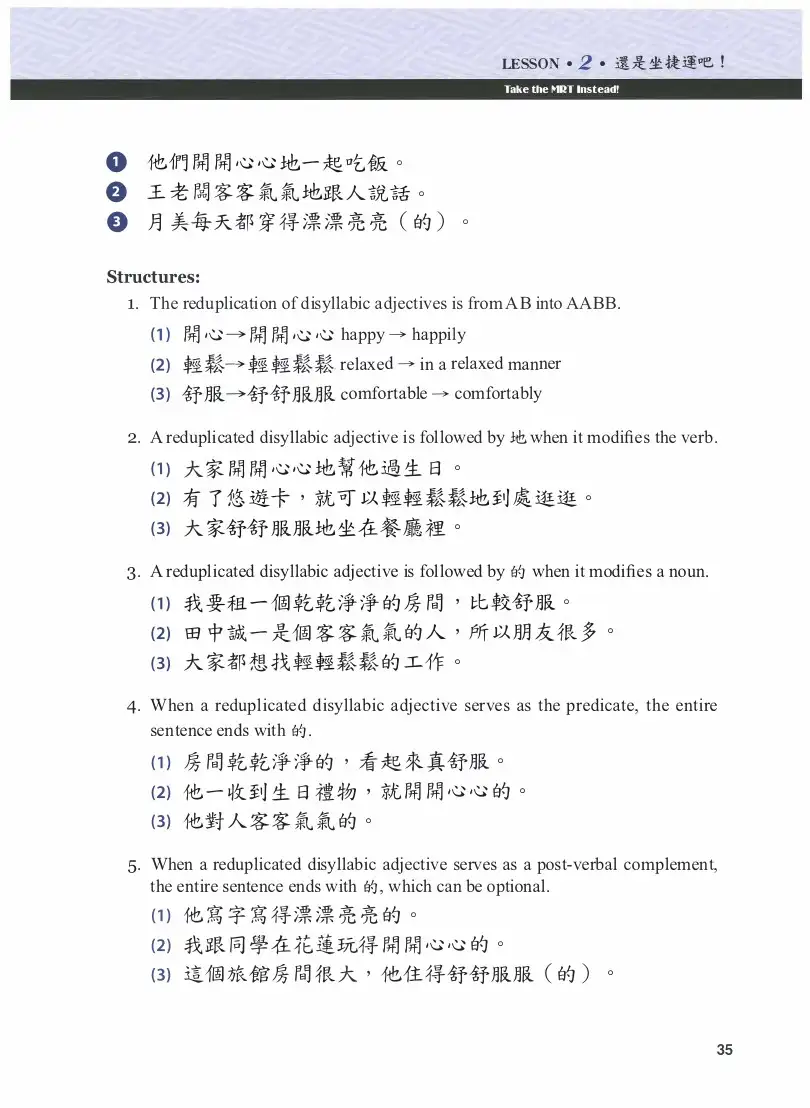 LESSON • 2 • 還是坐捷運吧！
Take the MRT Instead!
1 他們開開心心地一起吃飯。
2 王老闆客客氣氣地跟人說話。
3 月美每天都穿得漂漂亮亮（的）。
Structures:
1. The reduplication of disyllabic adjectives is from AB into AABB.
(1) 開心→開開心心 happy → happily
(2) 輕鬆→輕輕鬆鬆 relaxed → in a relaxed manner
(3) 舒服→舒舒服服 comfortable → comfortably
2. A reduplicated disyllabic adjective is followed by 地 when it modifies the verb.
(1) 大家開開心心地幫他過生日。
(2) 有了悠遊卡，就可以輕輕鬆鬆地到處逛逛。
(3) 大家舒舒服服地坐在餐廳裡。
3. A reduplicated disyllabic adjective is followed by 的 when it modifies a noun.
(1) 我要租一個乾乾淨淨的房間，比較舒服。
(2) 田中誠一是個客客氣氣的人，所以朋友很多。
(3) 大家都想找輕輕鬆鬆的工作。
4. When a reduplicated disyllabic adjective serves as the predicate, the entire
sentence ends with 的.
(1) 房間乾乾淨淨的，看起來真舒服。
(2) 他一收到生日禮物，就開開心心的。
(3) 他對人客客氣氣的。
5. When a reduplicated disyllabic adjective serves as a post-verbal complement,
the entire sentence ends with 的, which can be optional.
(1) 他寫字寫得漂漂亮亮的。
(2) 我跟同學在花蓮玩得開開心心的。
(3) 這個旅館房間很大，他住得舒舒服服（的）。
35